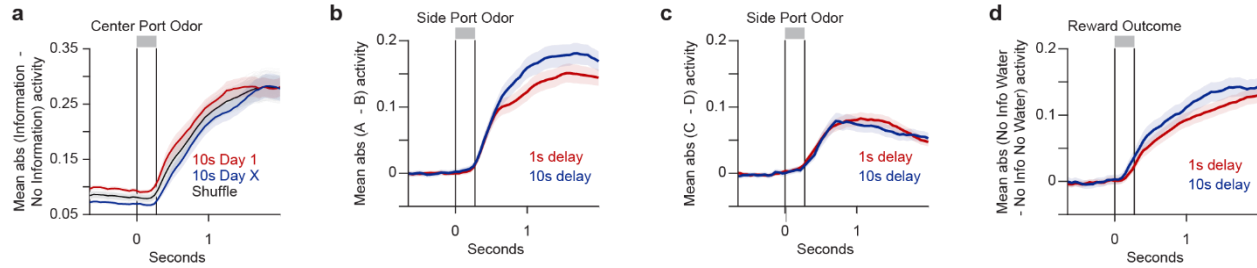 a
Center Port Odor
Mean abs (Information -
No Information) activity
0.35
0.25
0.15
0.05
10s Day 1
10s Day X
Shuffle
0
1
Seconds
b
Side Port Odor
Mean abs (A - B) activity
0.2
0.1
0
1s delay
10s delay
0
1
Seconds
c
Side Port Odor
Mean abs (C - D) activity
0.2
0.1
0
1s delay
10s delay
0
1
Seconds
d
Reward Outcome
Mean abs (No Info Water
- No Info No Water) activity
0.2
0.1
0
1s delay
10s delay
0
1
Seconds